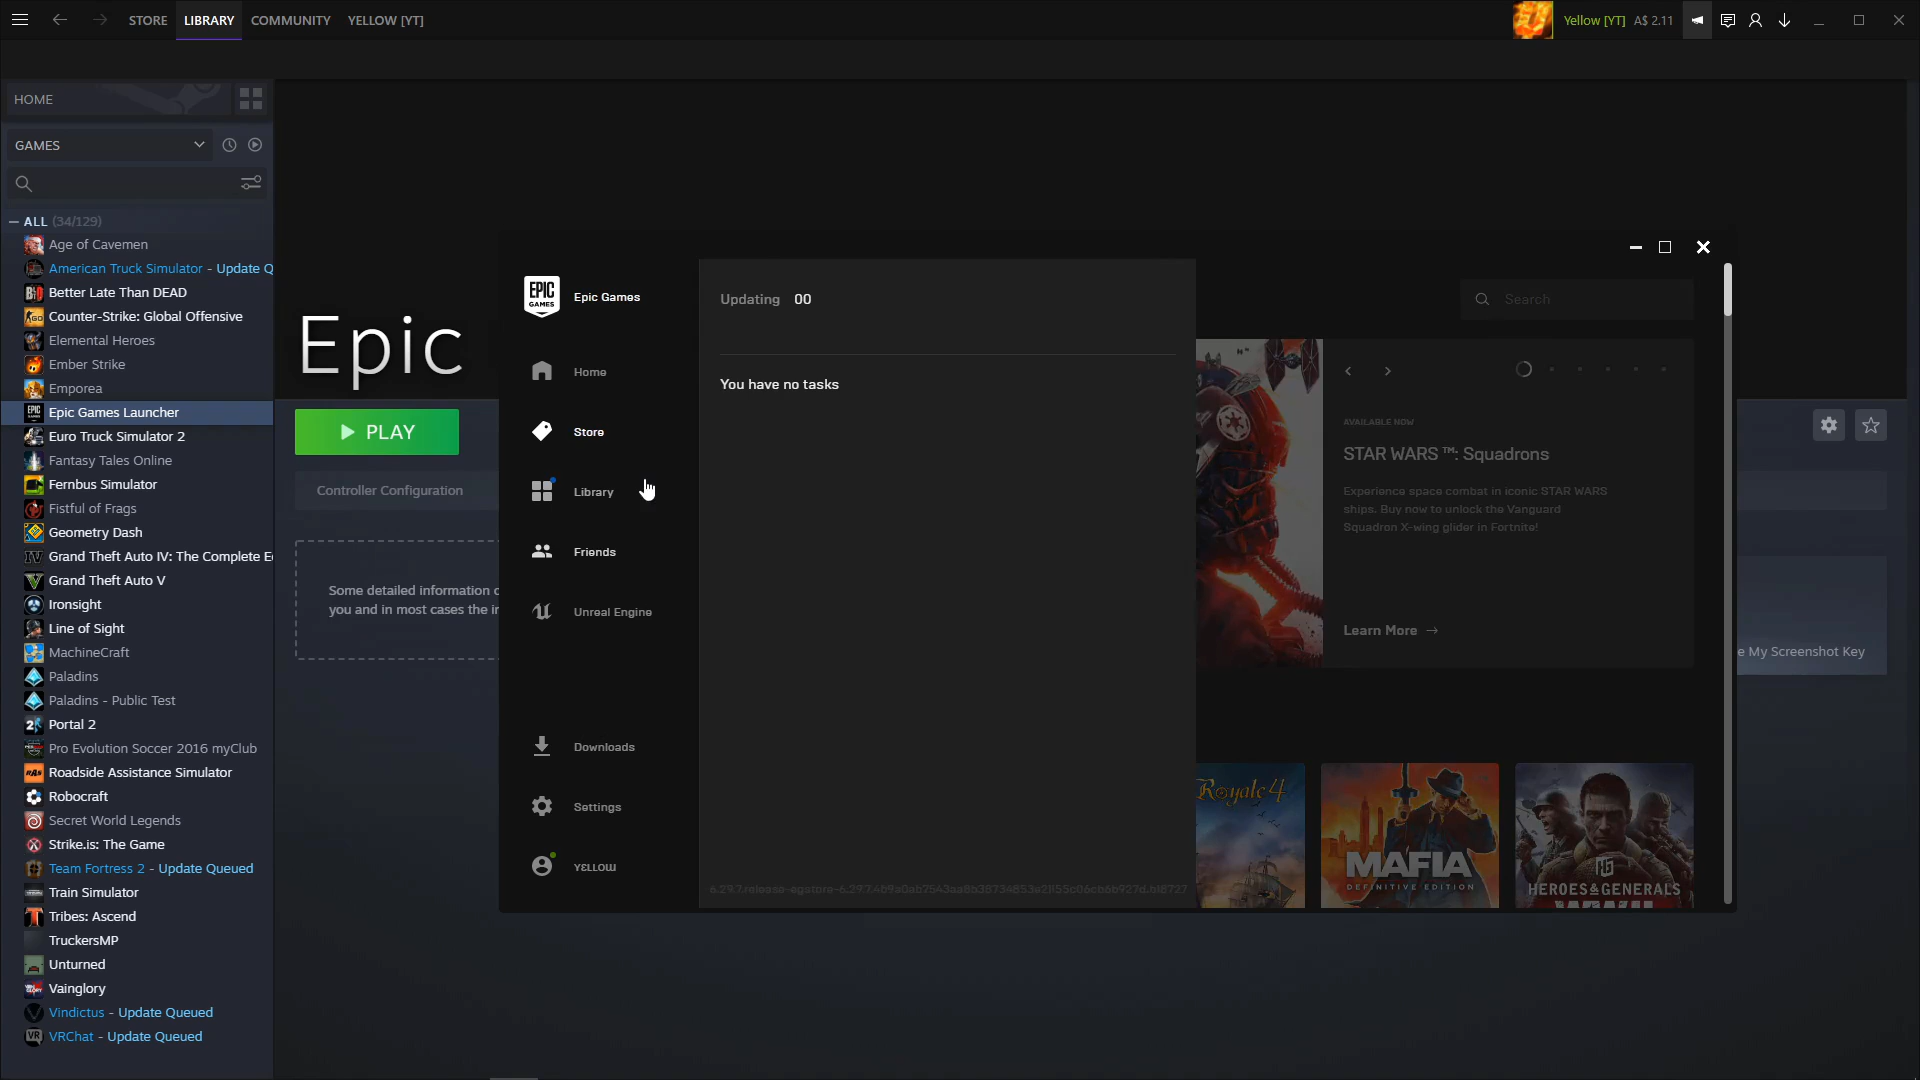 STORE LIBRARY COMMUNITY YELLOW [YT]
Yellow [YT] A$ 2.11
HOME
GAMES
ALL (34/129)
Age of Cavemen
American Truck Simulator - Update Q
Better Late Than DEAD
Counter-Strike: Global Offensive
Elemental Heroes
Ember Strike
Emporea
Epic Games Launcher
Euro Truck Simulator 2
Fantasy Tales Online
Fernbus Simulator
Fistful of Frags
Geometry Dash
Grand Theft Auto IV: The Complete E
Grand Theft Auto V
Ironsight
Line of Sight
MachineCraft
Paladins
Paladins - Public Test
Portal 2
Pro Evolution Soccer 2016 myClub
Roadside Assistance Simulator
Robocraft
Secret World Legends
Strike.is: The Game
Team Fortress 2 - Update Queued
Train Simulator
Tribes: Ascend
TruckersMP
Unturned
Vainglory
Vindictus - Update Queued
VRChat - Update Queued
Epic
PLAY
Controller Configuration
Some detailed information o
you and in most cases the i
EPIC GAMES
Epic Games
Home
Store
Library
Friends
Unreal Engine
Downloads
Settings
YΣLLOW
Updating 00
You have no tasks
Search
AVAILABLE NOW
STAR WARS ™: Squadrons
Experience space combat in iconic STAR WARS
ships. Buy now to unlock the Vanguard
Squadron X-wing glider in Fortnite!
Learn More →
e My Screenshot Key
Royale 4
MAFIA
DEFINITIVE EDITION
HEROES & GENERALS
WWII